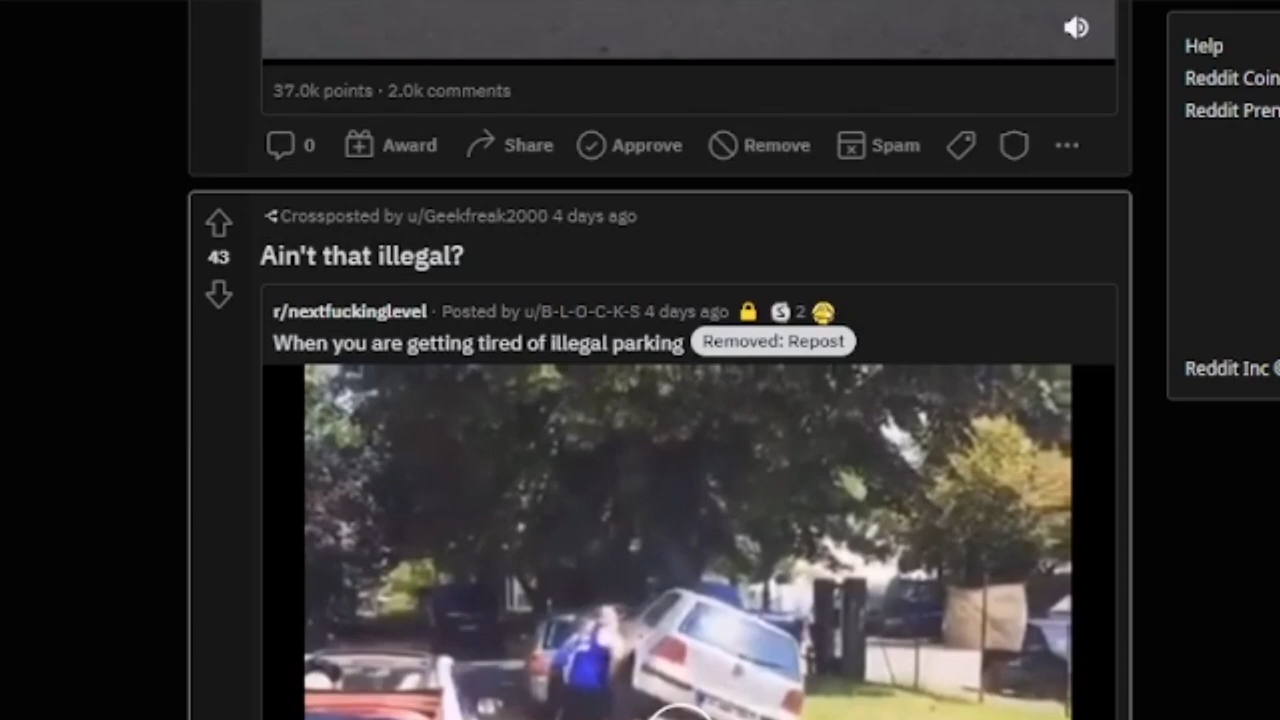 37.0k points · 2.0k comments
0 Award Share Approve Remove Spam
Help
Reddit Coin
Reddit Prem
Crossposted by u/Geekfreak2000 4 days ago
43
Ain't that illegal?
r/nextfuckinglevel · Posted by u/B-L-O-C-K-S 4 days ago S 2
When you are getting tired of illegal parking Removed: Repost
Reddit Inc ©